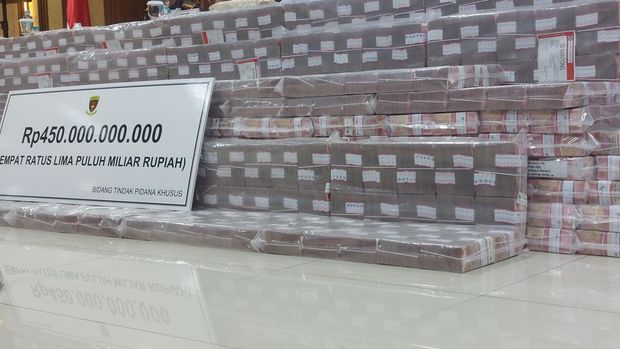 Rp450.000.000.000
EMPAT RATUS LIMA PULUH MILIAR RUPIAH)
BIDANG TINDAK PIDANA KHUSUS